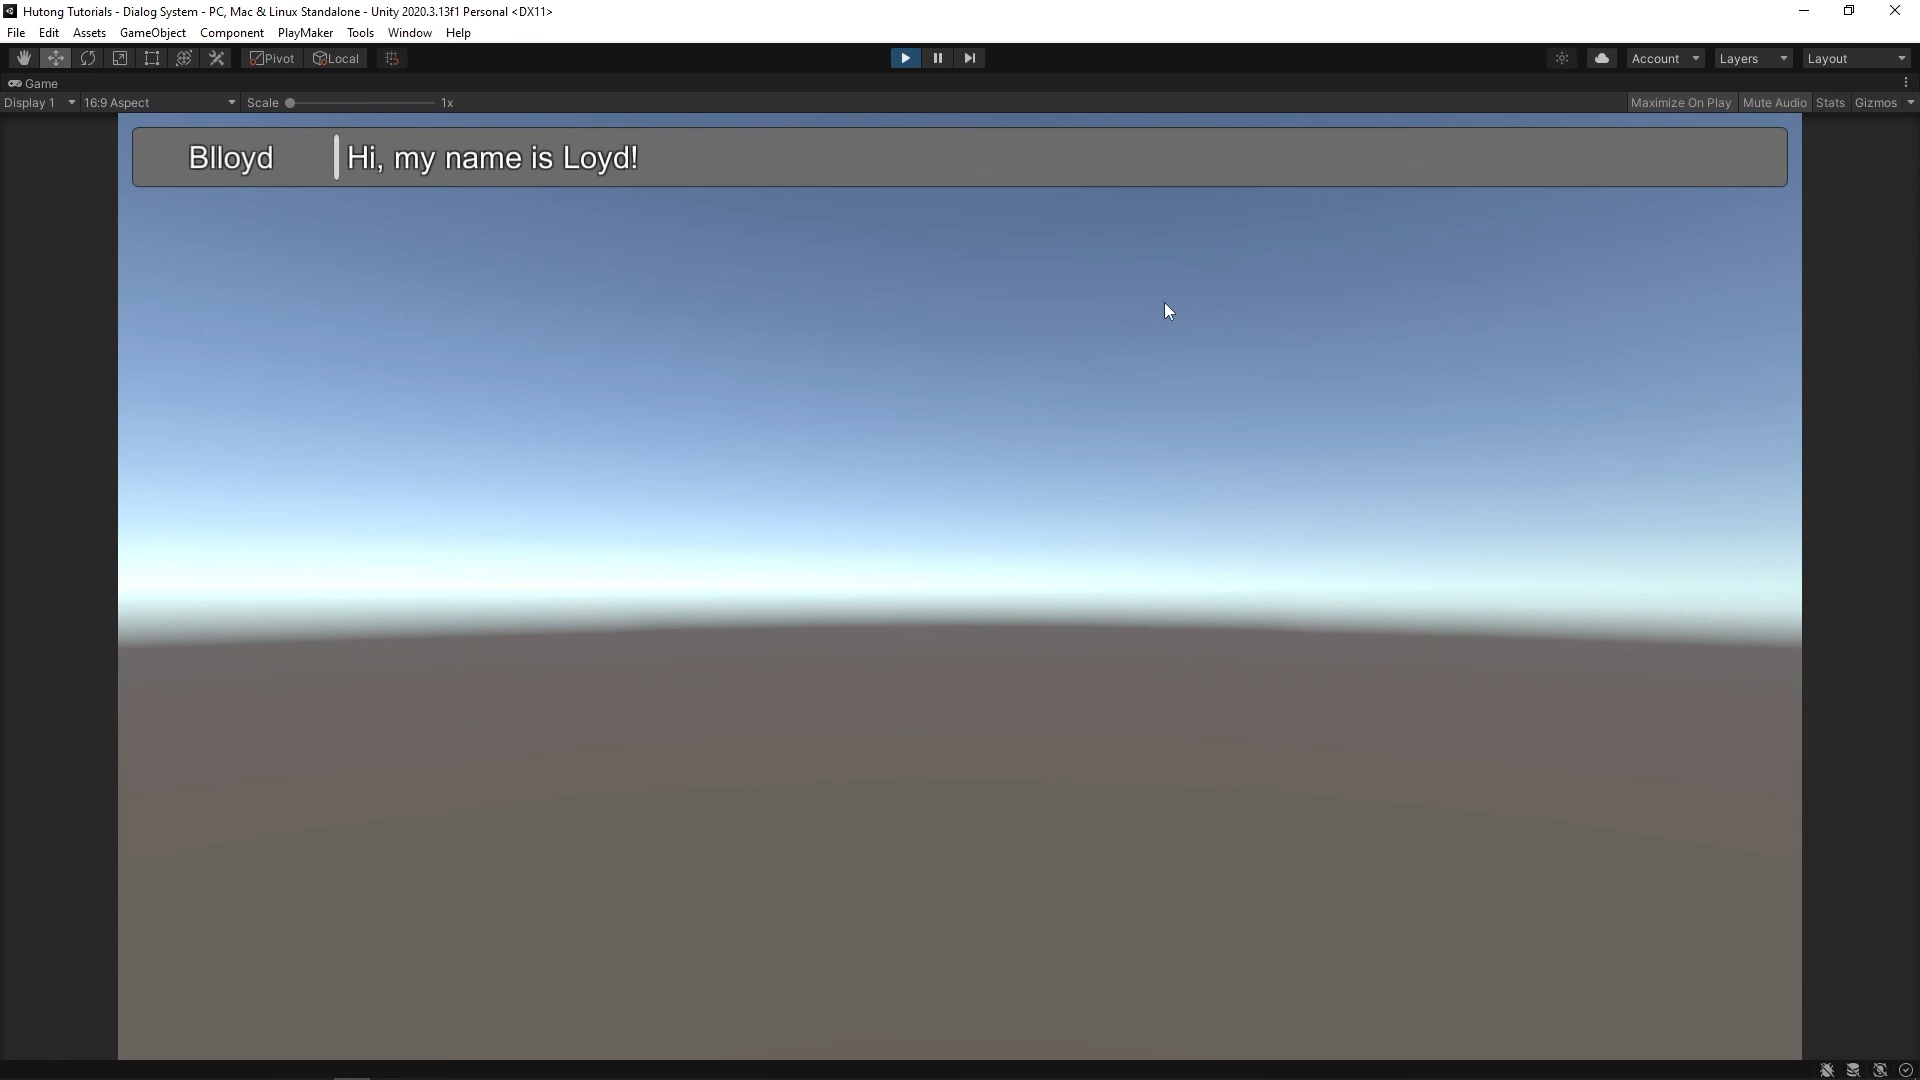 Hutong Tutorials - Dialog System - PC, Mac & Linux Standalone - Unity 2020.3.13f1 Personal <DX11>
File Edit Assets GameObject Component PlayMaker Tools Window Help
Pivot Local Account Layers Layout
Game
Display 1 16:9 Aspect Scale 1x Maximize On Play Mute Audio Stats Gizmos
Blloyd Hi, my name is Loyd!